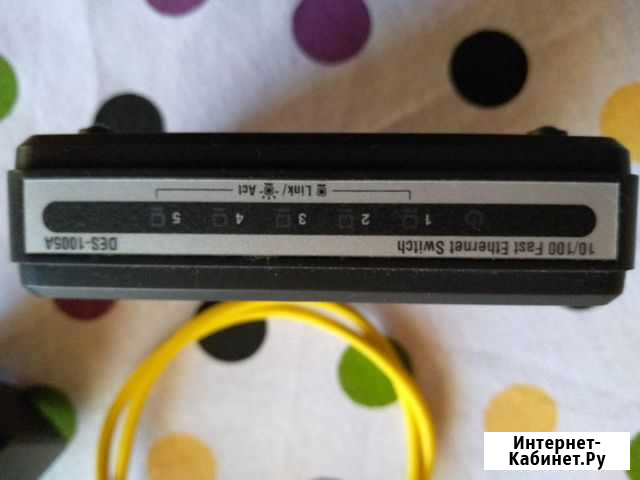 10/100 Fast Ethernet Switch
DES-1005A
1 2 3 4 5
Link/ Act
Интернет-
Кабинет.Ру